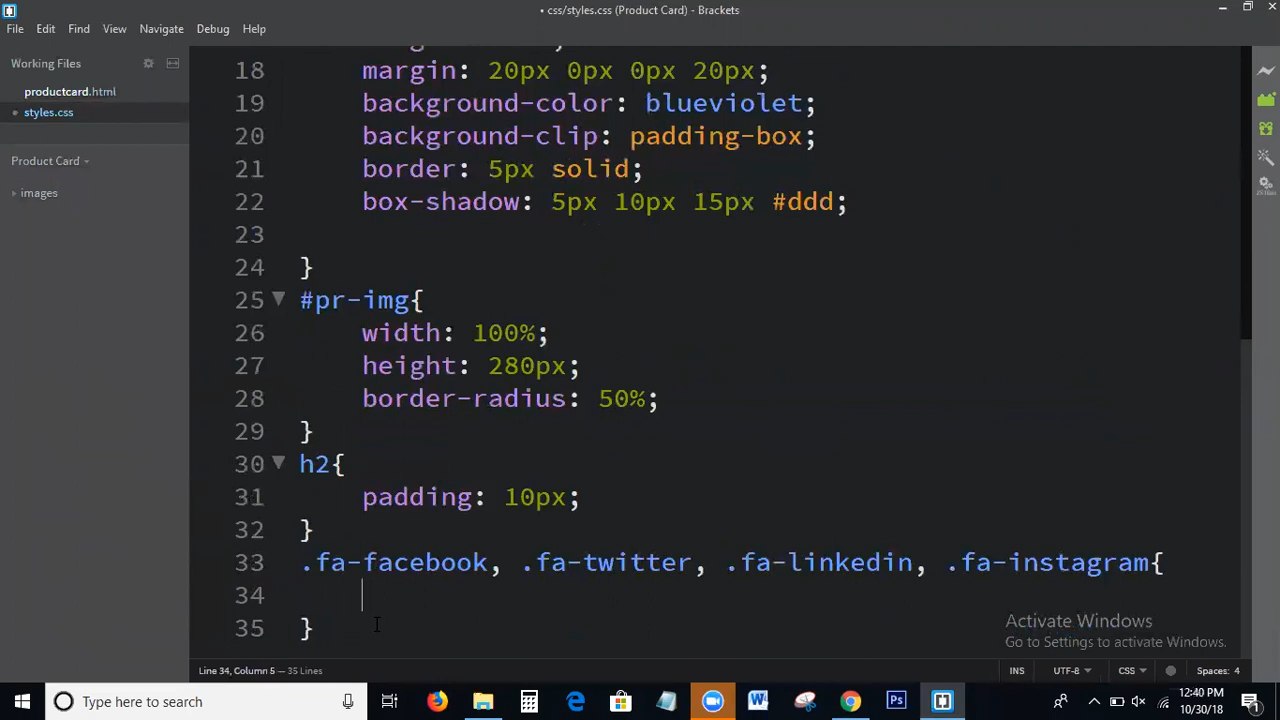 • css/styles.css (Product Card) - Brackets
File Edit Find View Navigate Debug Help
Working Files
productcard.html
styles.css
Product Card
images
18 margin: 20px 0px 0px 20px;
19 background-color: blueviolet;
20 background-clip: padding-box;
21 border: 5px solid;
22 box-shadow: 5px 10px 15px #ddd;
23
24 }
25 #pr-img{
26 width: 100%;
27 height: 280px;
28 border-radius: 50%;
29 }
30 h2{
31 padding: 10px;
32 }
33 .fa-facebook, .fa-twitter, .fa-linkedin, .fa-instagram{
34
35 }
Activate Windows
Go to Settings to activate Windows.
Line 34, Column 5 — 35 Lines
INS UTF-8 CSS Spaces: 4
Type here to search
12:40 PM
10/30/18